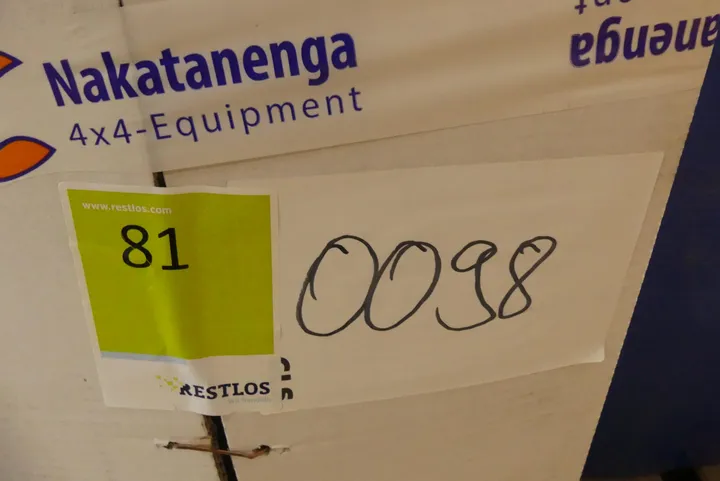 Nakatanenga
4x4-Equipment
anenga
www.restlos.com
81
0098
RESTLOS